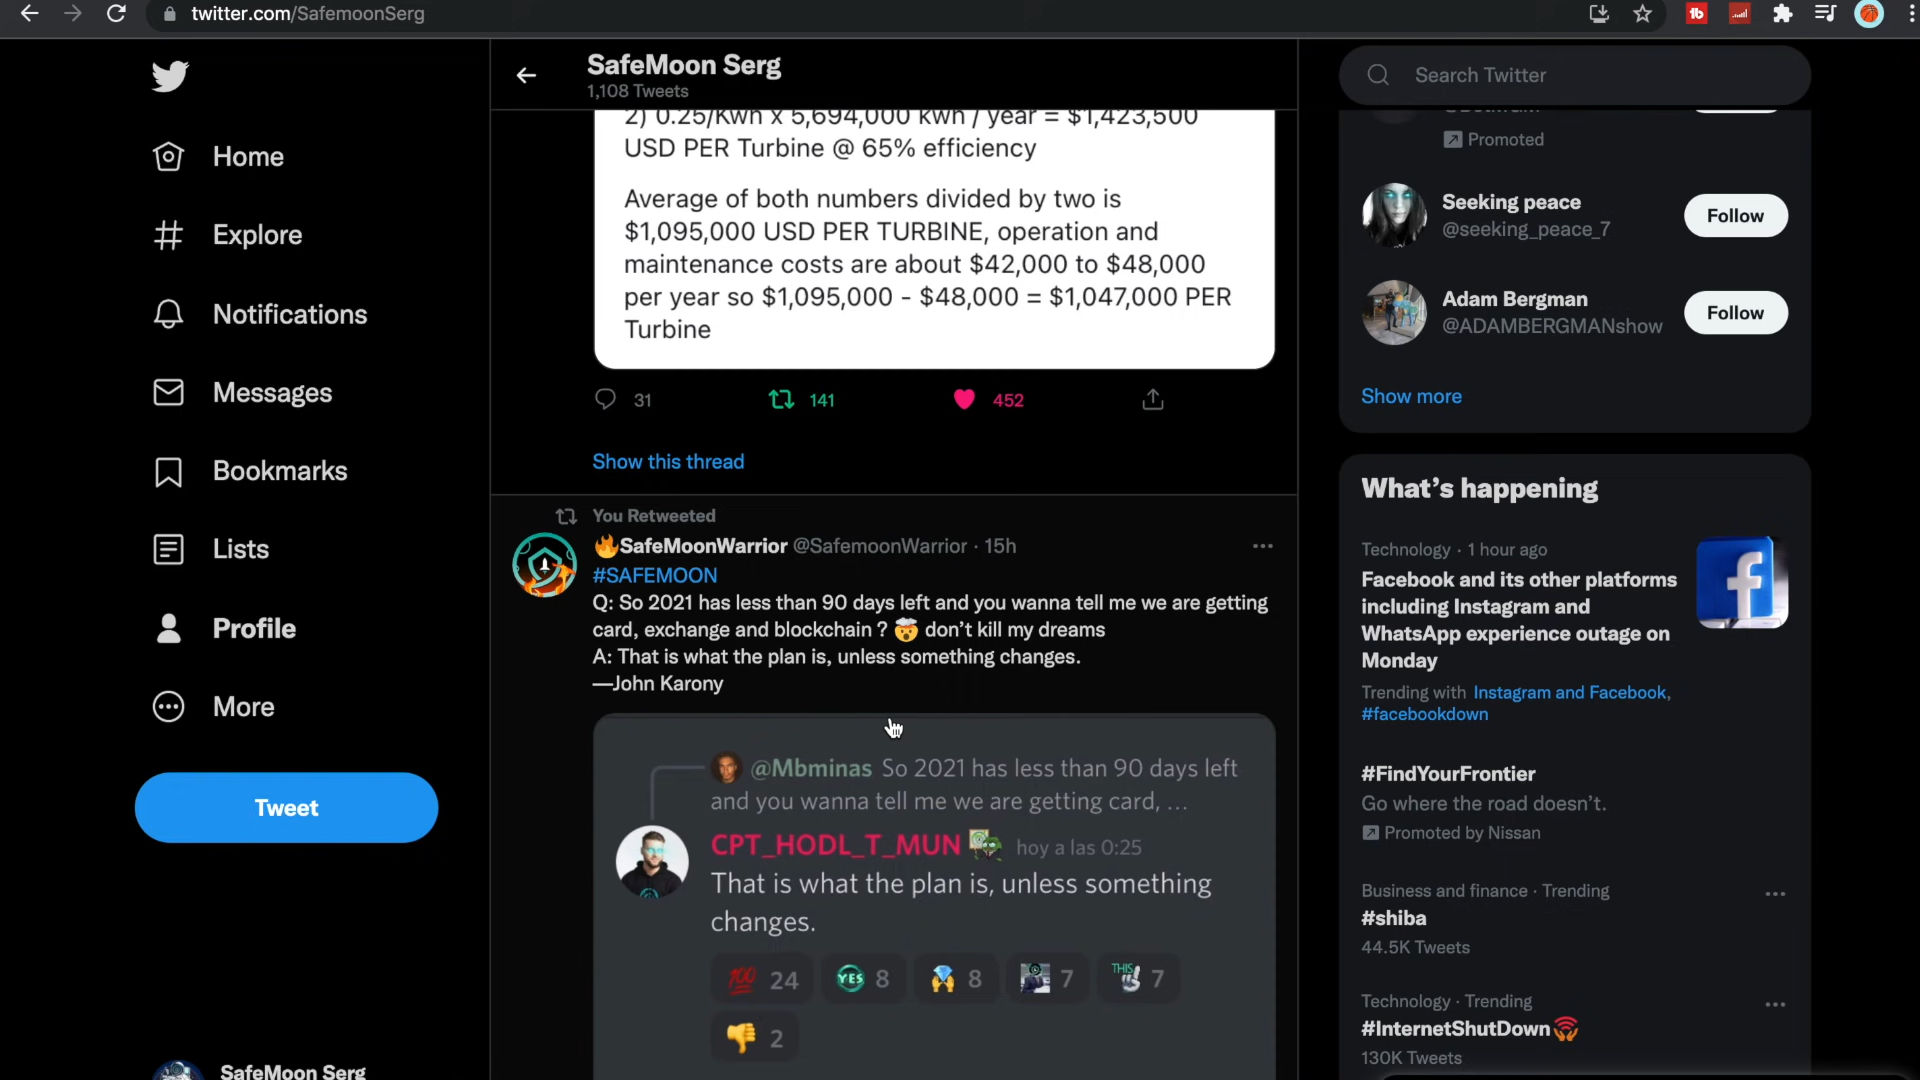 twitter.com/SafemoonSerg
Home
Explore
Notifications
Messages
Bookmarks
Lists
Profile
More
Tweet
SafeMoon Serg
SafeMoon Serg
1,108 Tweets
2) 0.25/Kwh x 5,694,000 kwh / year = $1,423,500
USD PER Turbine @ 65% efficiency
Average of both numbers divided by two is
$1,095,000 USD PER TURBINE, operation and
maintenance costs are about $42,000 to $48,000
per year so $1,095,000 - $48,000 = $1,047,000 PER
Turbine
31 141 452
Show this thread
You Retweeted
🔥SafeMoonWarrior @SafemoonWarrior · 15h
#SAFEMOON
Q: So 2021 has less than 90 days left and you wanna tell me we are getting
card, exchange and blockchain ? 🤯 don't kill my dreams
A: That is what the plan is, unless something changes.
—John Karony
@Mbminas So 2021 has less than 90 days left
and you wanna tell me we are getting card, ...
CPT_HODL_T_MUN hoy a las 0:25
That is what the plan is, unless something
changes.
💯 24 YES 8 8 7 THIS 7
👎 2
Search Twitter
Promoted
Seeking peace
@seeking_peace_7
Follow
Adam Bergman
@ADAMBERGMANshow
Follow
Show more
What's happening
Technology · 1 hour ago
Facebook and its other platforms
including Instagram and
WhatsApp experience outage on
Monday
Trending with Instagram and Facebook,
#facebookdown
#FindYourFrontier
Go where the road doesn't.
Promoted by Nissan
Business and finance · Trending
#shiba
44.5K Tweets
Technology · Trending
#InternetShutDown
130K Tweets